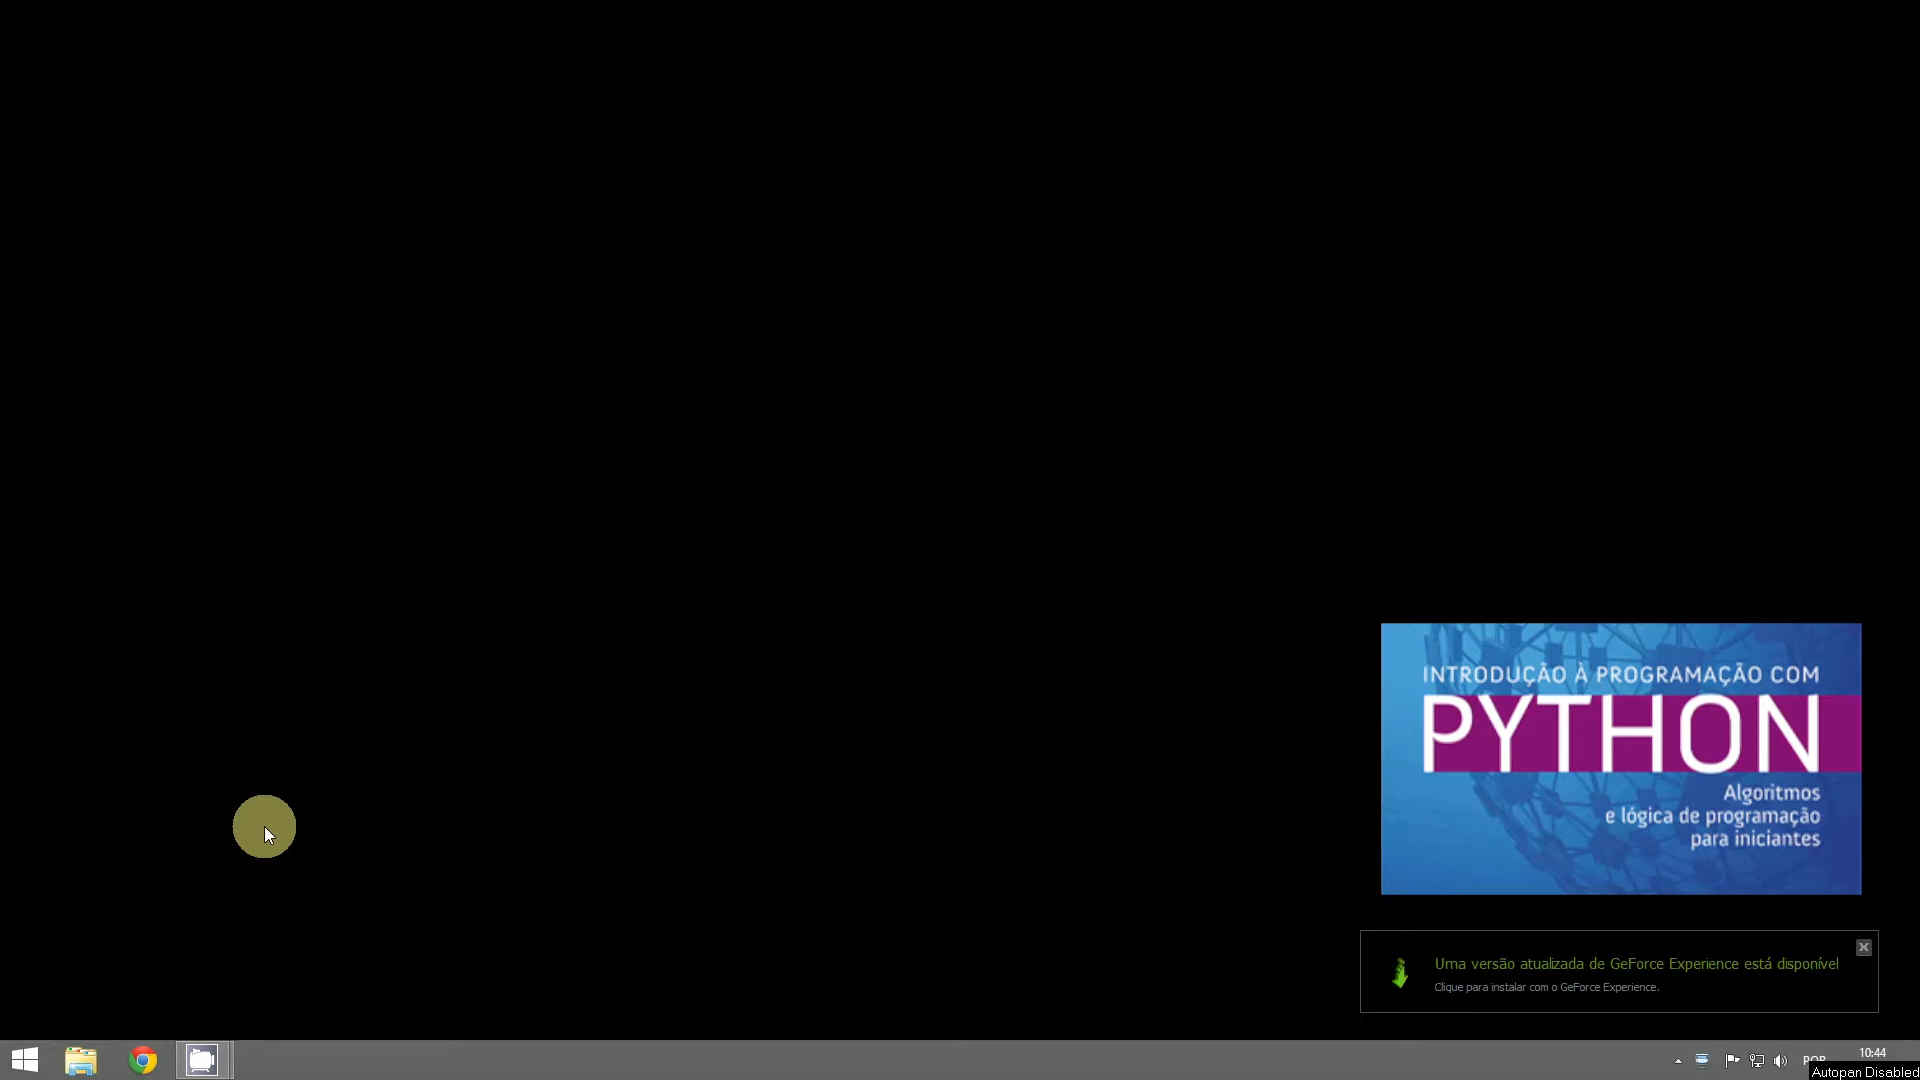 INTRODUÇÃO À PROGRAMAÇÃO COM
PYTHON
Algoritmos
e lógica de programação
para iniciantes
Uma versão atualizada de GeForce Experience está disponível
Clique para instalar com o GeForce Experience.
10:44
Autopan Disabled